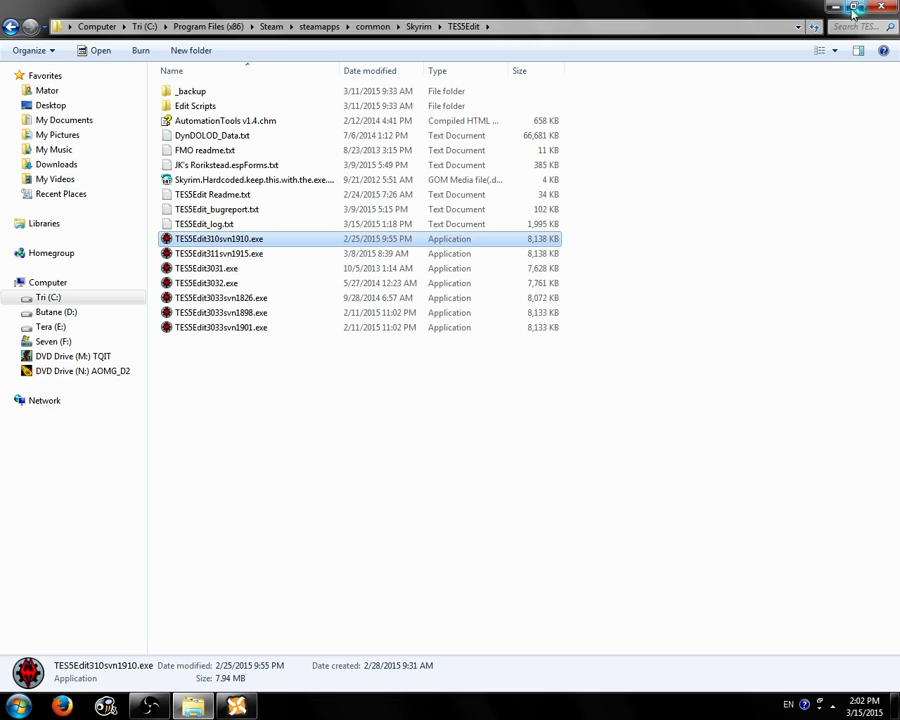 Computer ▸ Tri (C:) ▸ Program Files (x86) ▸ Steam ▸ steamapps ▸ common ▸ Skyrim ▸ TES5Edit ▸ Search TES...
Organize Open Burn New folder
Name Date modified Type Size
Favorites
Mator
Desktop
My Documents
My Pictures
My Music
Downloads
My Videos
Recent Places
Libraries
Homegroup
Computer
Tri (C:)
Butane (D:)
Tera (E:)
Seven (F:)
DVD Drive (M:) TQIT
DVD Drive (N:) AOMG_D2
Network
_backup 3/11/2015 9:33 AM File folder
Edit Scripts 3/11/2015 9:33 AM File folder
AutomationTools v1.4.chm 2/12/2014 4:41 PM Compiled HTML ... 658 KB
DynDOLOD_Data.txt 7/6/2014 1:12 PM Text Document 66,681 KB
FMO readme.txt 8/23/2013 3:15 PM Text Document 11 KB
JK's Rorikstead.espForms.txt 3/9/2015 5:49 PM Text Document 385 KB
Skyrim.Hardcoded.keep.this.with.the.exe.... 9/21/2012 5:51 AM GOM Media file(.d... 4 KB
TES5Edit Readme.txt 2/24/2015 7:26 AM Text Document 34 KB
TES5Edit_bugreport.txt 3/9/2015 5:15 PM Text Document 102 KB
TES5Edit_log.txt 3/15/2015 1:18 PM Text Document 1,995 KB
TES5Edit310svn1910.exe 2/25/2015 9:55 PM Application 8,138 KB
TES5Edit311svn1915.exe 3/8/2015 8:39 AM Application 8,138 KB
TES5Edit3031.exe 10/5/2013 1:14 AM Application 7,628 KB
TES5Edit3032.exe 5/27/2014 12:23 AM Application 7,761 KB
TES5Edit3033svn1826.exe 9/28/2014 6:57 AM Application 8,072 KB
TES5Edit3033svn1898.exe 2/11/2015 11:02 PM Application 8,133 KB
TES5Edit3033svn1901.exe 2/11/2015 11:02 PM Application 8,133 KB
TES5Edit310svn1910.exe Date modified: 2/25/2015 9:55 PM Date created: 2/28/2015 9:31 AM
Application Size: 7.94 MB
EN 2:02 PM
3/15/2015